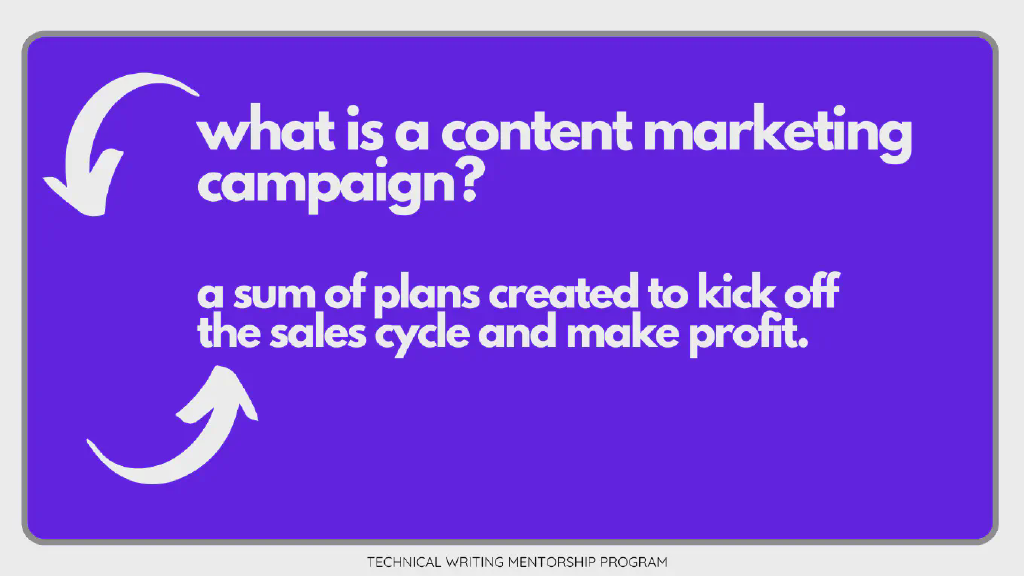 what is a content marketing
campaign?
a sum of plans created to kick off
the sales cycle and make profit.
TECHNICAL WRITING MENTORSHIP PROGRAM